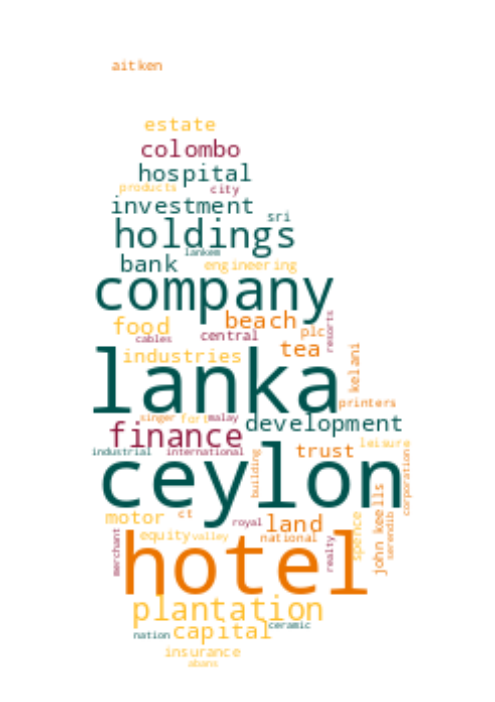 aitken
estate
colombo
hospital
products city
investment
sri
holdings
lankem
bank engineering
company
beach
food plc resorts
cables central
tea
industries kelani
lanka
printers
singer fort malay
development
finance
leisure
industrial international trust
building
ceylon
corporations
motor ct
royal land
john keells
serendib
spence
equity valley national
merchant realty
hotel
plantation
capital ceramic
nation
insurance
abans